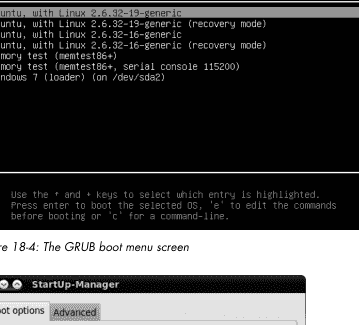 untu, with Linux 2.6.32-19-generic
untu, with Linux 2.6.32-19-generic (recovery mode)
untu, with Linux 2.6.32-16-generic
untu, with Linux 2.6.32-16-generic (recovery mode)
mory test (memtest86+)
mory test (memtest86+, serial console 115200)
ndows 7 (loader) (on /dev/sda2)
Use the ↑ and ↓ keys to select which entry is highlighted.
Press enter to boot the selected OS, 'e' to edit the commands
before booting or 'c' for a command-line.
re 18-4: The GRUB boot menu screen
StartUp-Manager
oot options Advanced